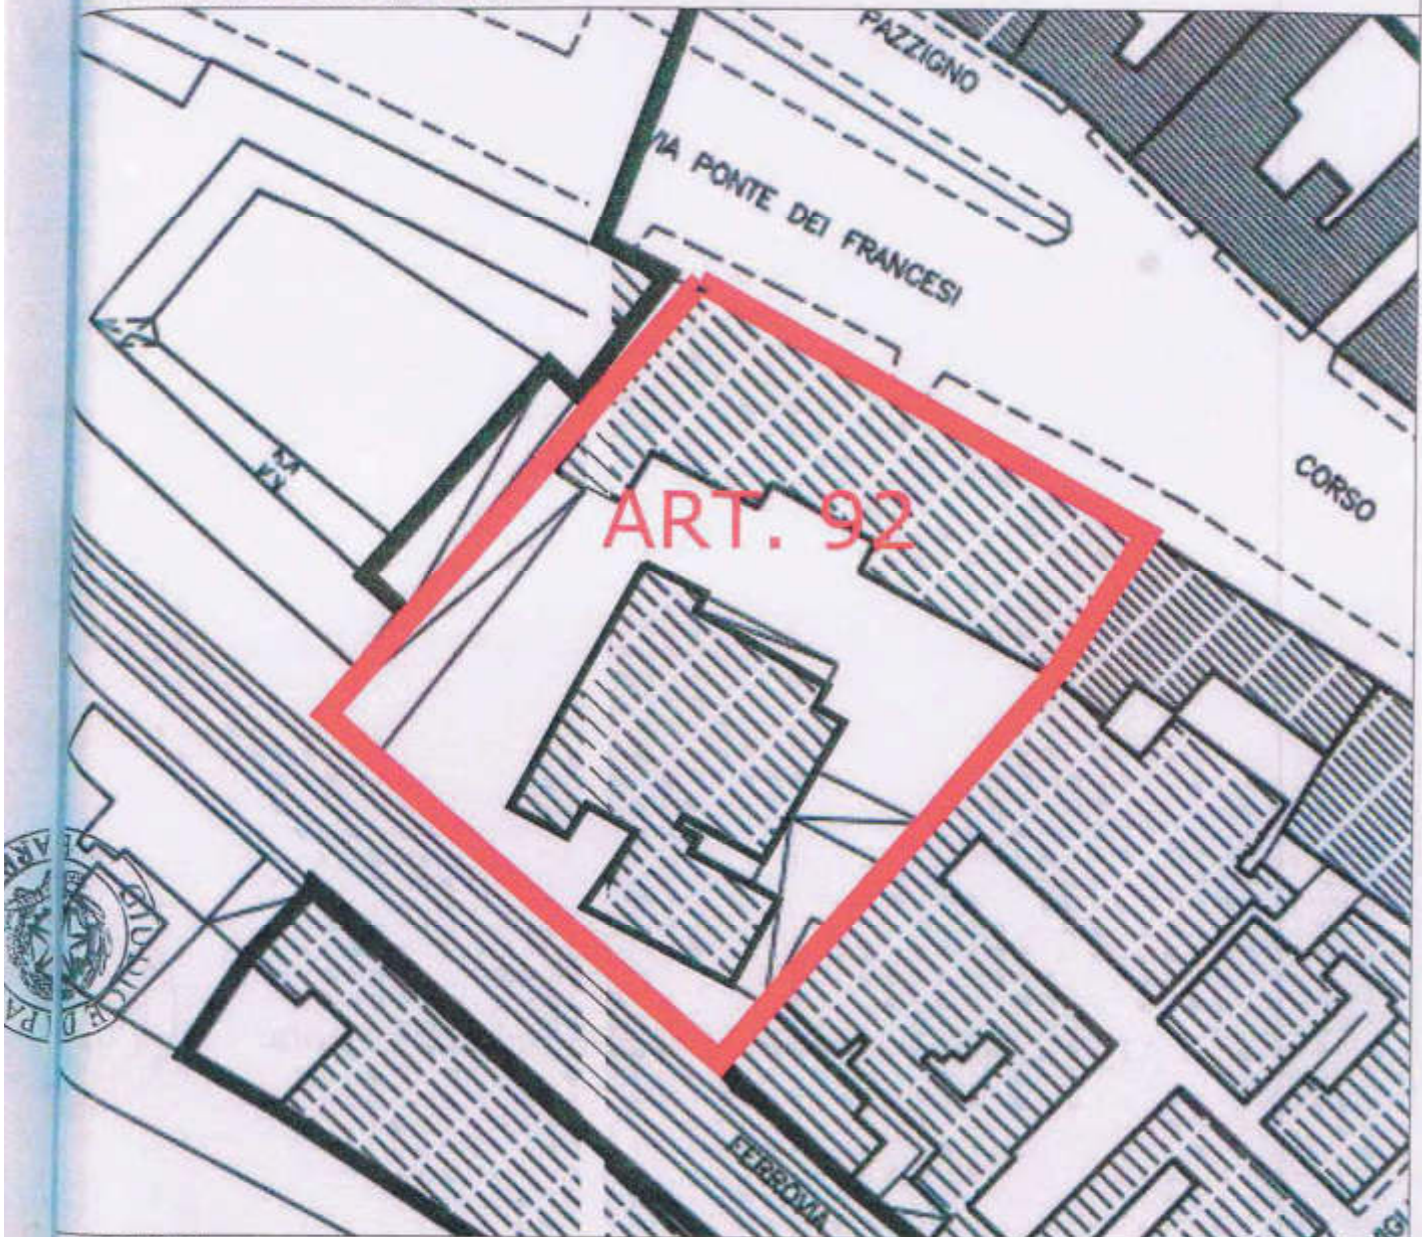 PAZZIGNO
VIA PONTE DEI FRANCESI
CORSO
ART. 92
FERROVIA